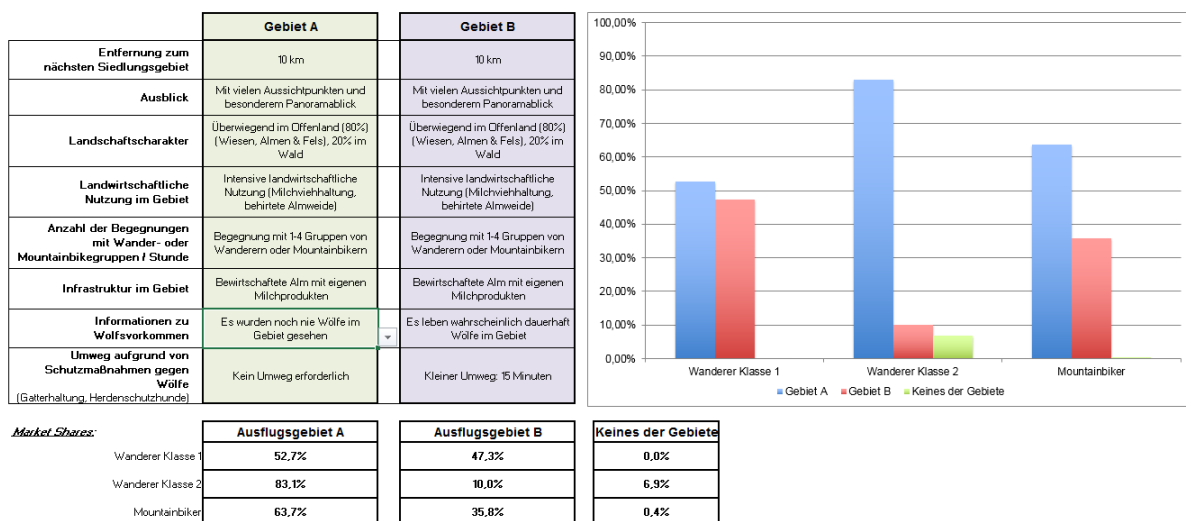 Gebiet A
Gebiet B
Entfernung zum
nächsten Siedlungsgebiet
10 km
10 km
Ausblick
Mit vielen Aussichtpunkten und
besonderem Panoramablick
Mit vielen Aussichtpunkten und
besonderem Panoramablick
Landschaftscharakter
Überwiegend im Offenland (80%)
(Wiesen, Almen & Fels), 20% im
Wald
Überwiegend im Offenland (80%)
(Wiesen, Almen & Fels), 20% im
Wald
Landwirtschaftliche
Nutzung im Gebiet
Intensive landwirtschaftliche
Nutzung (Milchviehhaltung,
behirtete Almweide)
Intensive landwirtschaftliche
Nutzung (Milchviehhaltung,
behirtete Almweide)
Anzahl der Begegnungen
mit Wander- oder
Mountainbikegruppen / Stunde
Begegnung mit 1-4 Gruppen von
Wanderern oder Mountainbikern
Begegnung mit 1-4 Gruppen von
Wanderern oder Mountainbikern
Infrastruktur im Gebiet
Bewirtschaftete Alm mit eigenen
Milchprodukten
Bewirtschaftete Alm mit eigenen
Milchprodukten
Informationen zu
Wolfsvorkommen
Es wurden noch nie Wölfe im
Gebiet gesehen
Es leben wahrscheinlich dauerhaft
Wölfe im Gebiet
Umweg aufgrund von
Schutzmaßnahmen gegen
Wölfe
(Gatterhaltung, Herdenschutzhunde)
Kein Umweg erforderlich
Kleiner Umweg: 15 Minuten
100,00%
90,00%
80,00%
70,00%
60,00%
50,00%
40,00%
30,00%
20,00%
10,00%
0,00%
Wanderer Klasse 1
Wanderer Klasse 2
Mountainbiker
Gebiet A
Gebiet B
Keines der Gebiete
Market Shares:
Ausflugsgebiet A
Ausflugsgebiet B
Keines der Gebiete
Wanderer Klasse 1
52,7%
47,3%
0,0%
Wanderer Klasse 2
83,1%
10,0%
6,9%
Mountainbiker
63,7%
35,8%
0,4%